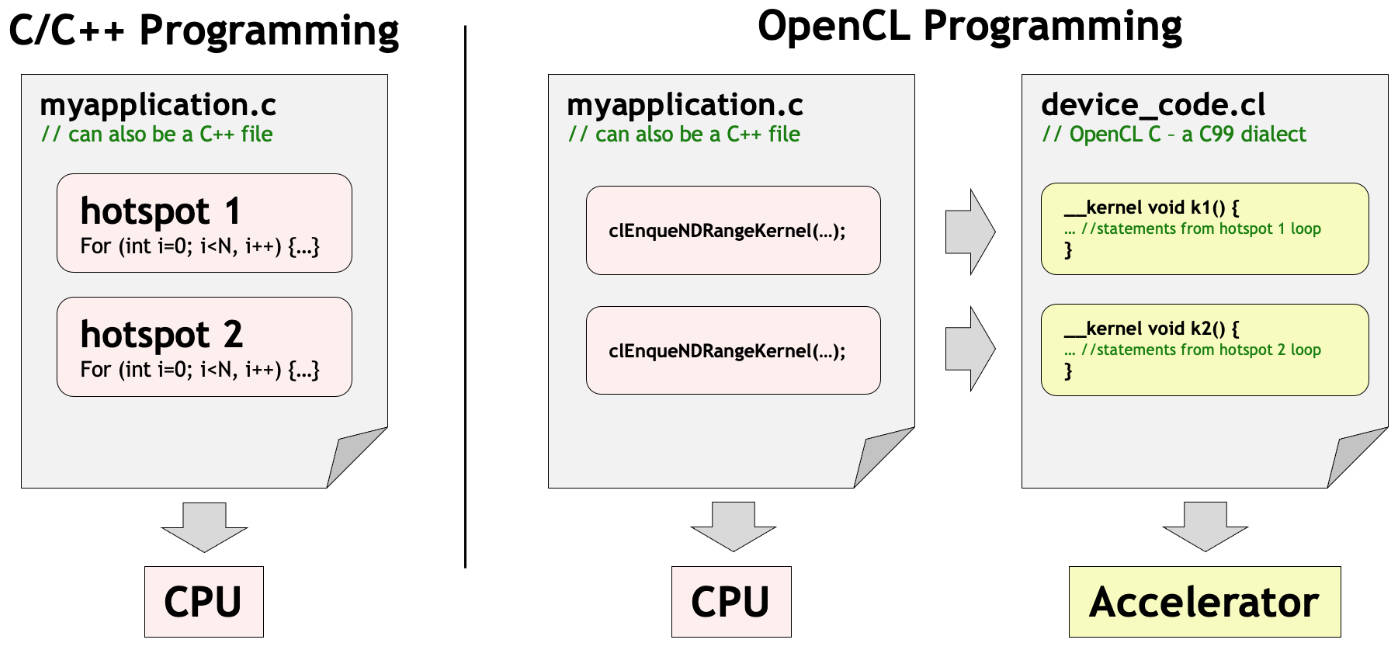 C/C++ Programming
myapplication.c
// can also be a C++ file
hotspot 1
For (int i=0; i<N, i++) {…}
hotspot 2
For (int i=0; i<N, i++) {…}
CPU
OpenCL Programming
myapplication.c
// can also be a C++ file
clEnqueNDRangeKernel(…);
clEnqueNDRangeKernel(…);
CPU
device_code.cl
// OpenCL C – a C99 dialect
__kernel void k1() {
… //statements from hotspot 1 loop
}
__kernel void k2() {
… //statements from hotspot 2 loop
}
Accelerator